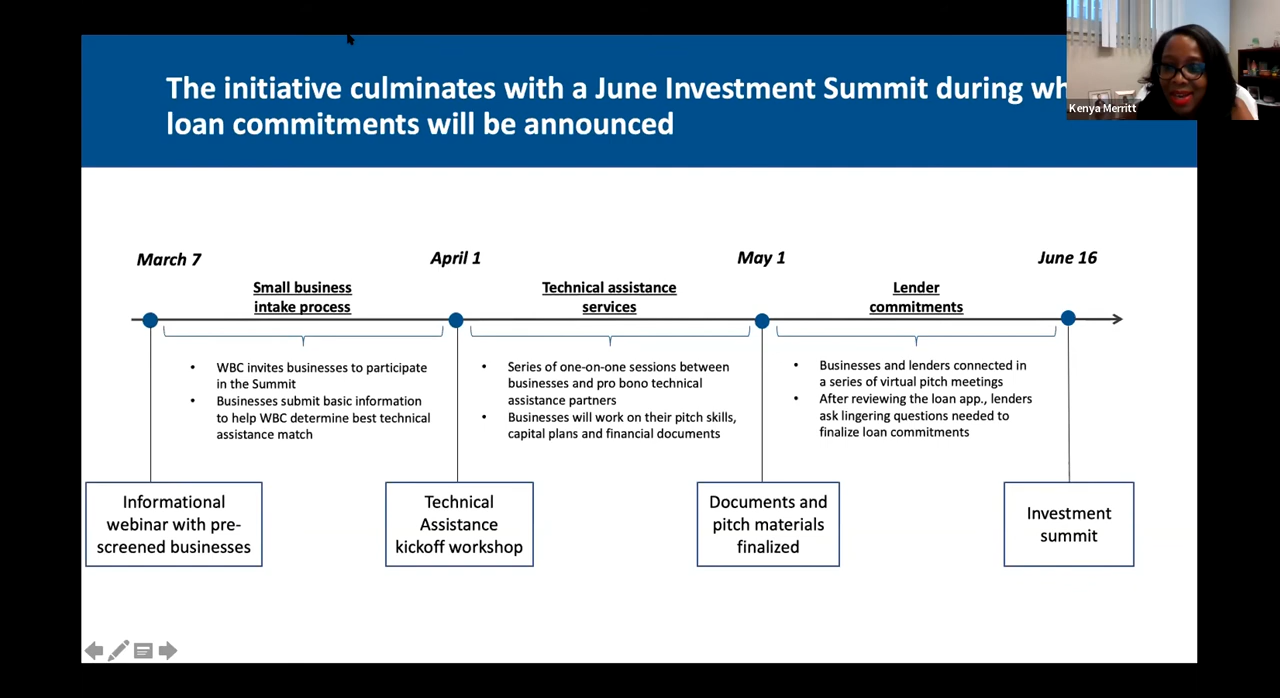 The initiative culminates with a June Investment Summit during
loan commitments will be announced
Kenya Merritt
March 7
April 1
May 1
June 16
Small business
intake process
Technical assistance
services
Lender
commitments
• WBC invites businesses to participate
in the Summit
• Businesses submit basic information
to help WBC determine best technical
assistance match
• Series of one-on-one sessions between
businesses and pro bono technical
assistance partners
• Businesses will work on their pitch skills,
capital plans and financial documents
• Businesses and lenders connected in
a series of virtual pitch meetings
• After reviewing the loan app., lenders
ask lingering questions needed to
finalize loan commitments
Informational
webinar with pre-
screened businesses
Technical
Assistance
kickoff workshop
Documents and
pitch materials
finalized
Investment
summit